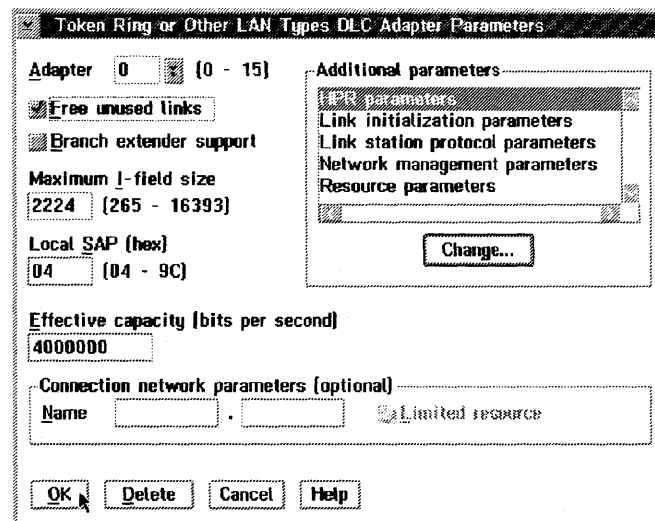 Token Ring or Other LAN Types DLC Adapter Parameters
Adapter 0 (0 - 15)
Free unused links
Branch extender support
Maximum I-field size
2224 (265 - 16393)
Local SAP (hex)
04 (04 - 9C)
Additional parameters
HPR parameters
Link initialization parameters
Link station protocol parameters
Network management parameters
Resource parameters
Change...
Effective capacity (bits per second)
4000000
Connection network parameters (optional)
Name . Limited resource
OK Delete Cancel Help